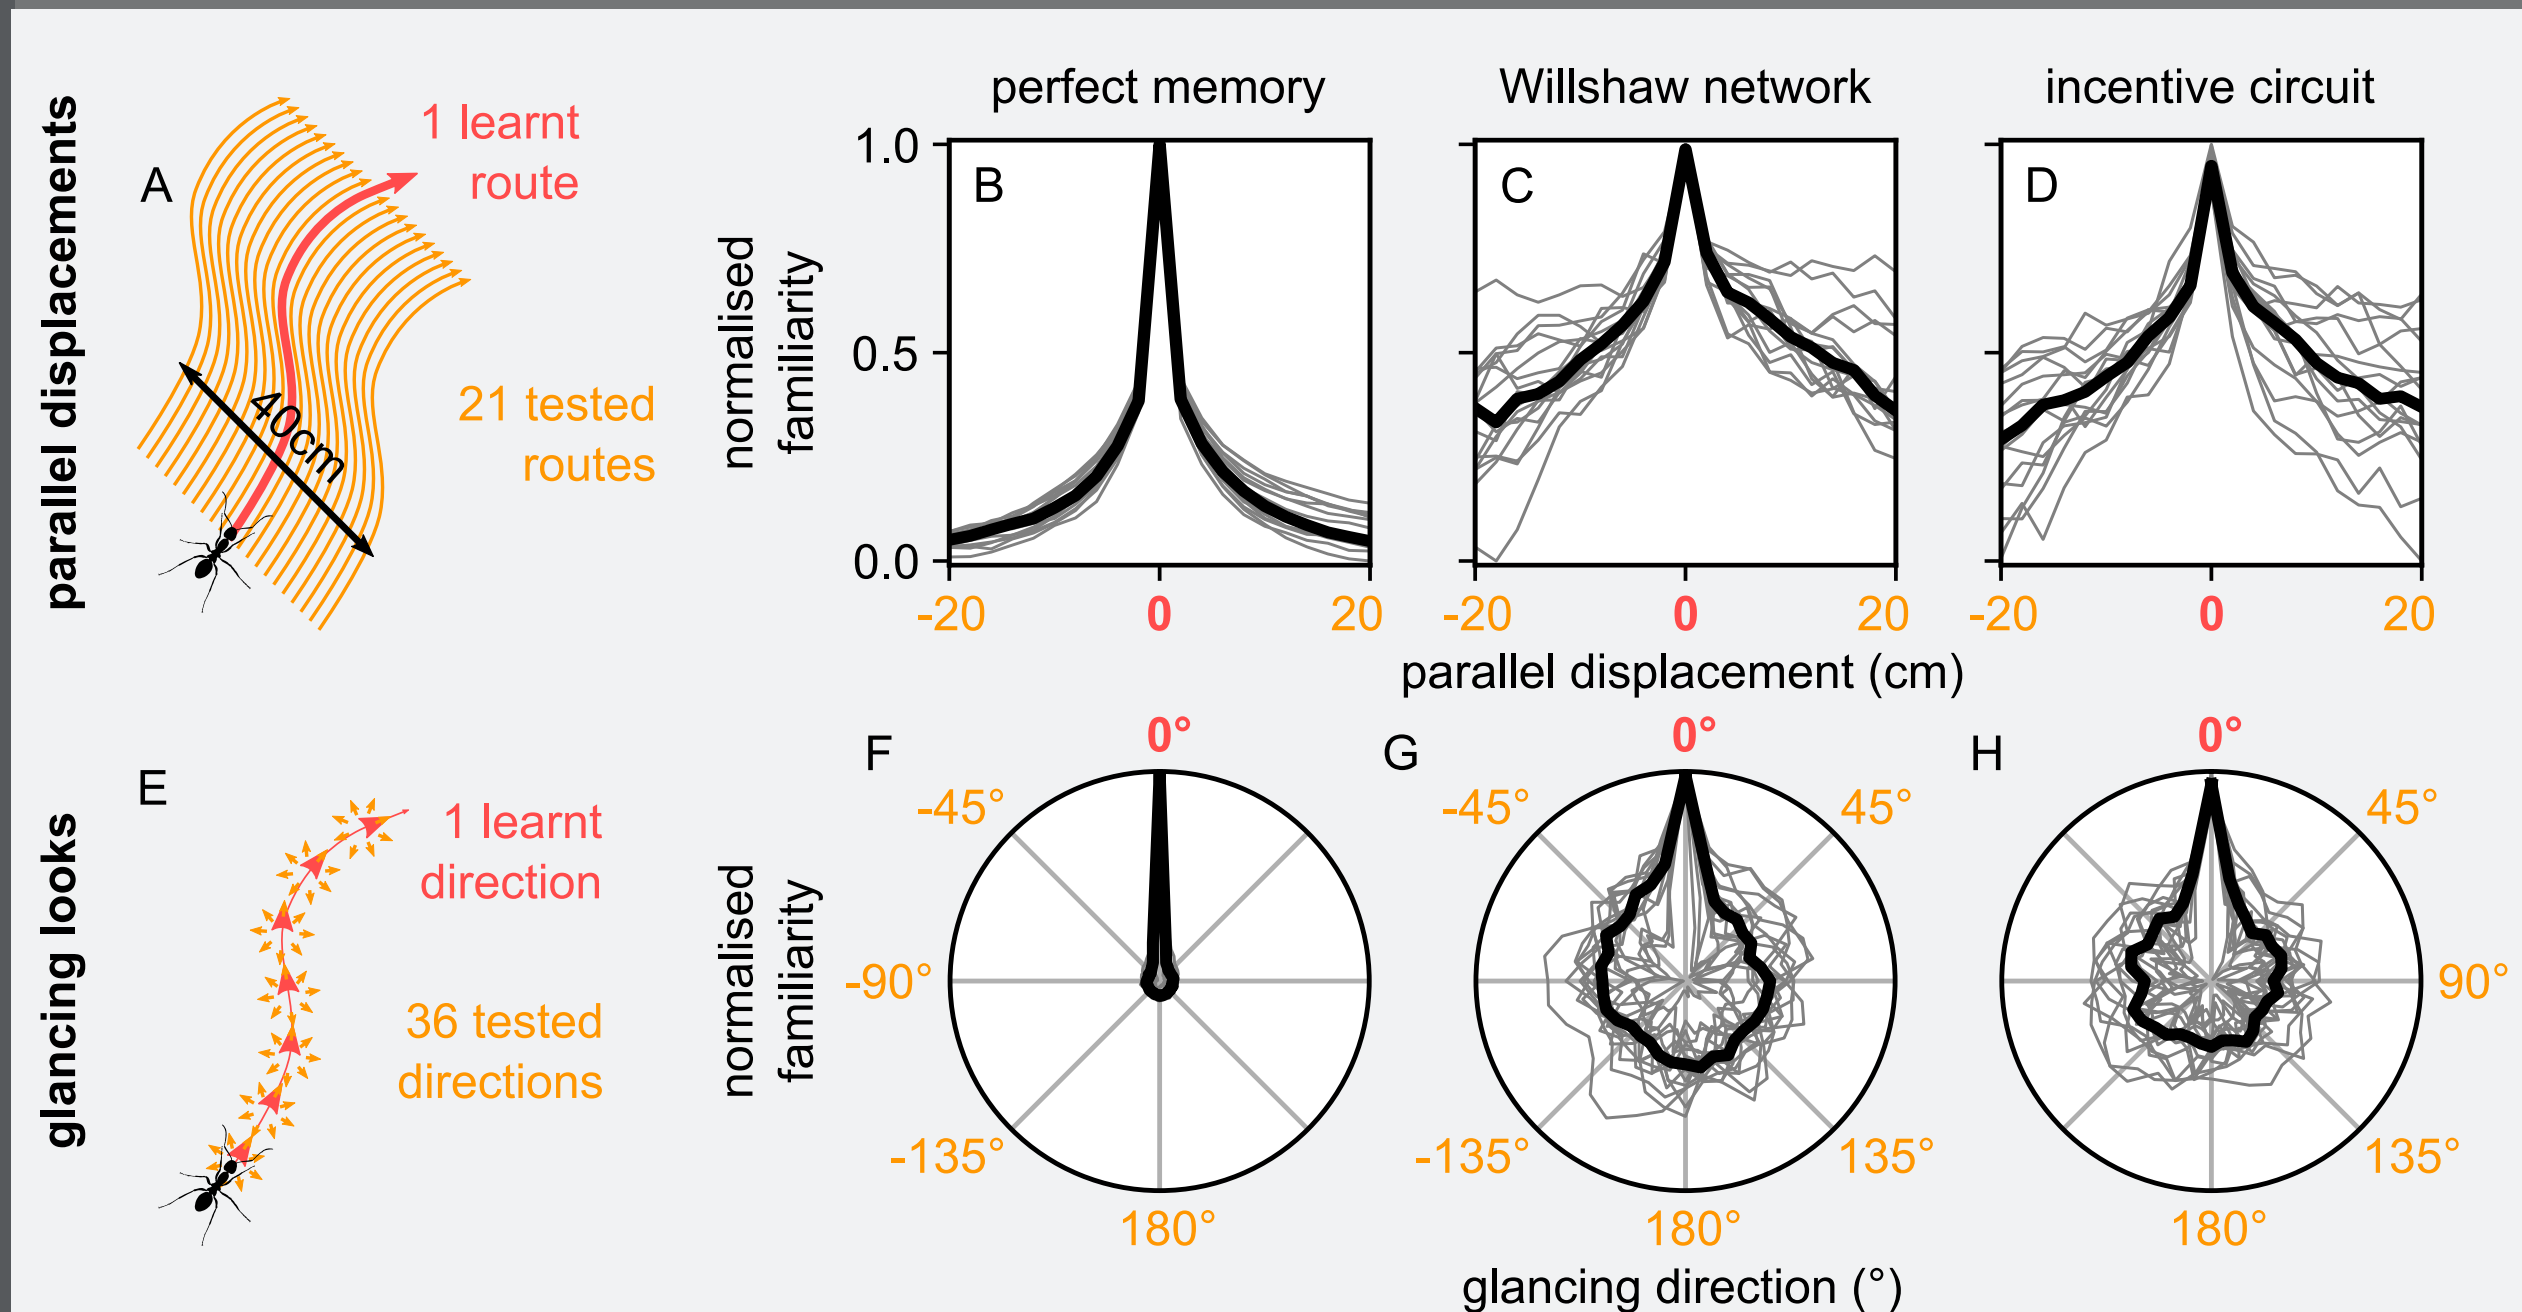 parallel displacements
A
1 learnt
route
40cm
21 tested
routes
perfect memory
Willshaw network
incentive circuit
normalised
familiarity
1.0
0.5
0.0
B
C
D
-20
0
20
-20
0
20
-20
0
20
parallel displacement (cm)
glancing looks
E
1 learnt
direction
36 tested
directions
normalised
familiarity
F
0°
-45°
-90°
-135°
180°
G
0°
-45°
45°
-135°
135°
180°
H
0°
45°
90°
135°
180°
glancing direction (°)